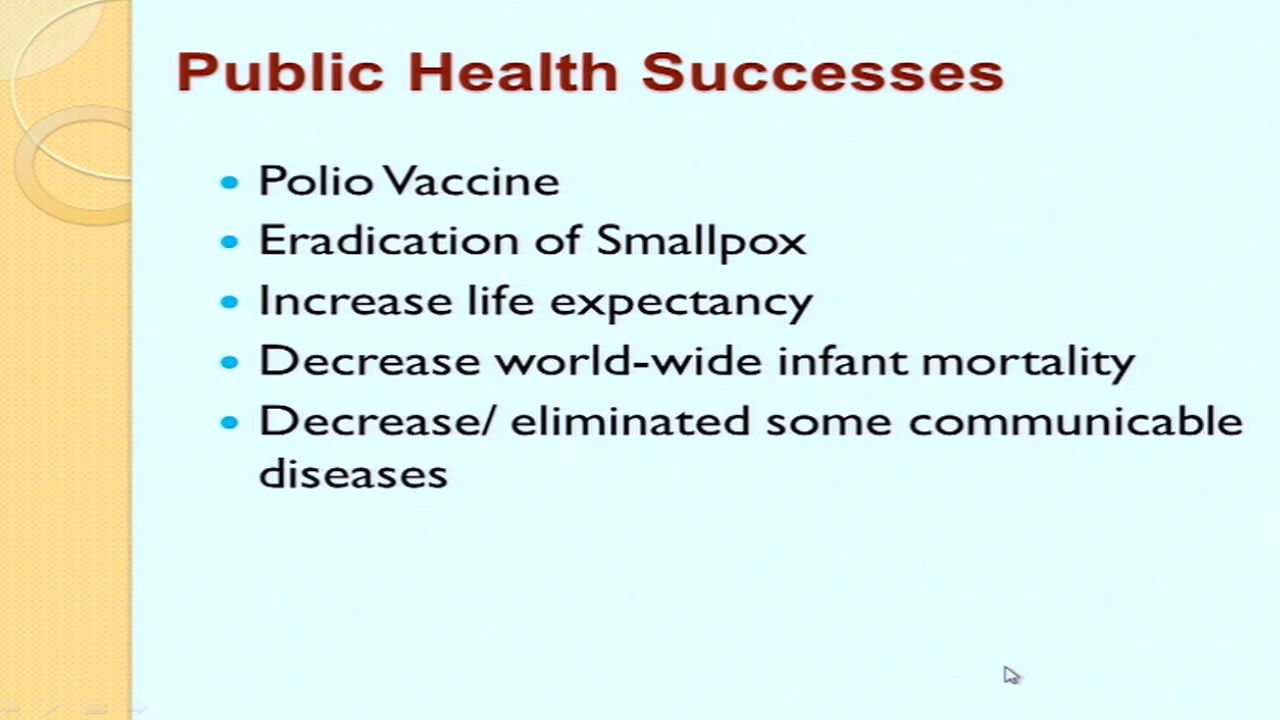 Public Health Successes
• Polio Vaccine
• Eradication of Smallpox
• Increase life expectancy
• Decrease world-wide infant mortality
• Decrease/ eliminated some communicable
diseases